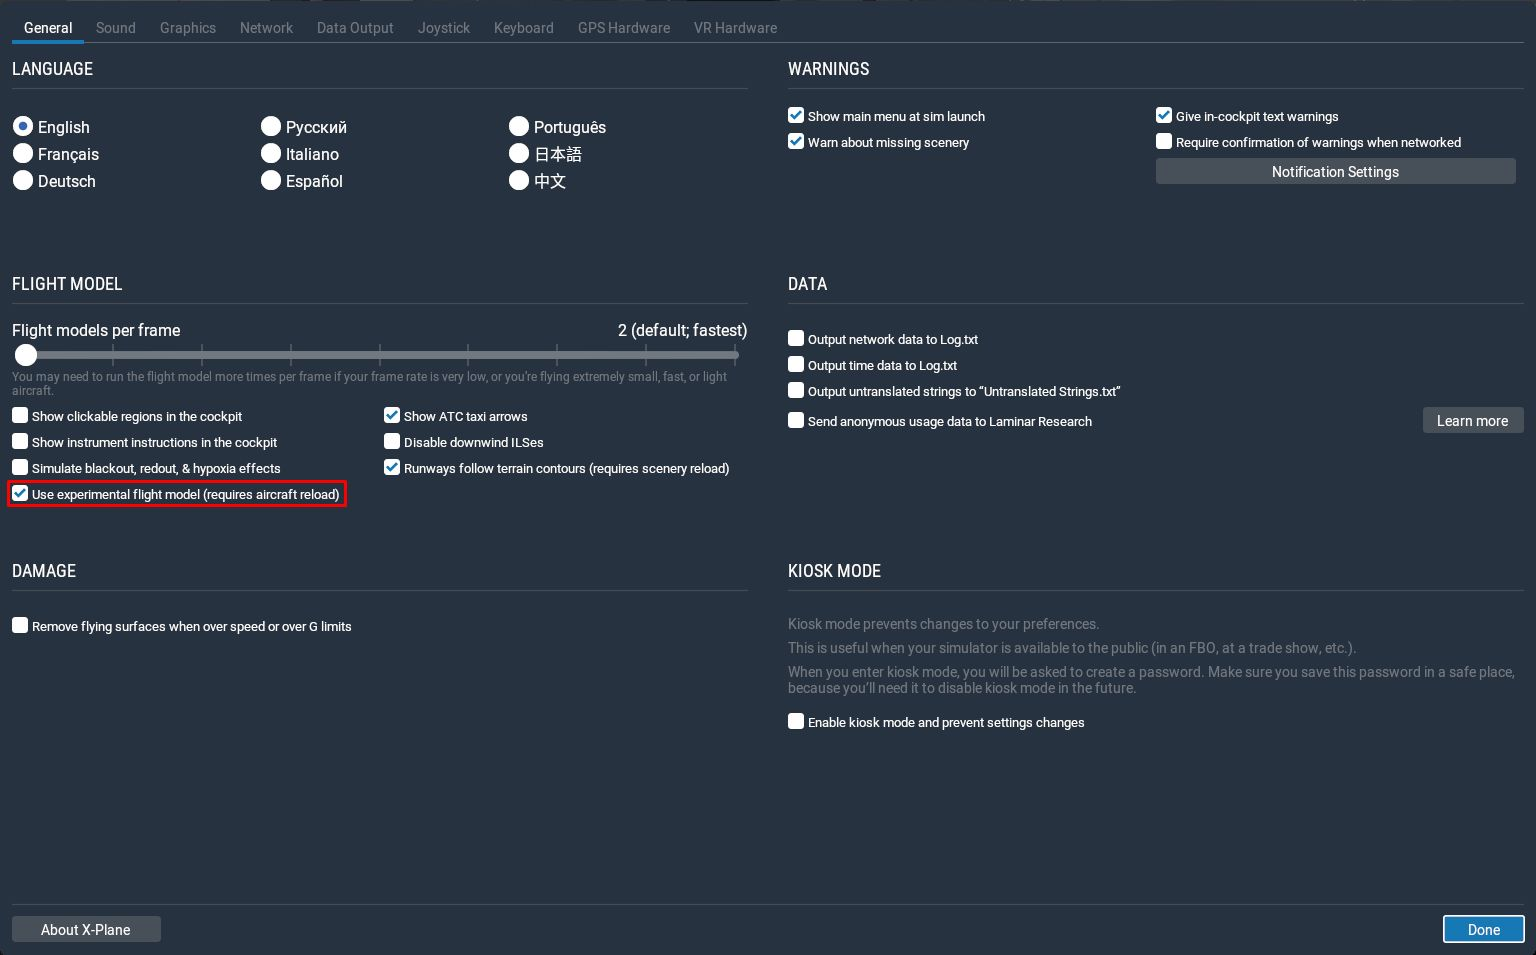 General Sound Graphics Network Data Output Joystick Keyboard GPS Hardware VR Hardware
LANGUAGE
English Русский Português
Français Italiano 日本語
Deutsch Español 中文
WARNINGS
Show main menu at sim launch Give in-cockpit text warnings
Warn about missing scenery Require confirmation of warnings when networked
Notification Settings
FLIGHT MODEL
Flight models per frame 2 (default; fastest)
You may need to run the flight model more times per frame if your frame rate is very low, or you’re flying extremely small, fast, or light
aircraft.
Show clickable regions in the cockpit Show ATC taxi arrows
Show instrument instructions in the cockpit Disable downwind ILSes
Simulate blackout, redout, & hypoxia effects Runways follow terrain contours (requires scenery reload)
Use experimental flight model (requires aircraft reload)
DATA
Output network data to Log.txt
Output time data to Log.txt
Output untranslated strings to “Untranslated Strings.txt”
Send anonymous usage data to Laminar Research Learn more
DAMAGE
Remove flying surfaces when over speed or over G limits
KIOSK MODE
Kiosk mode prevents changes to your preferences.
This is useful when your simulator is available to the public (in an FBO, at a trade show, etc.).
When you enter kiosk mode, you will be asked to create a password. Make sure you save this password in a safe place,
because you’ll need it to disable kiosk mode in the future.
Enable kiosk mode and prevent settings changes
About X-Plane Done